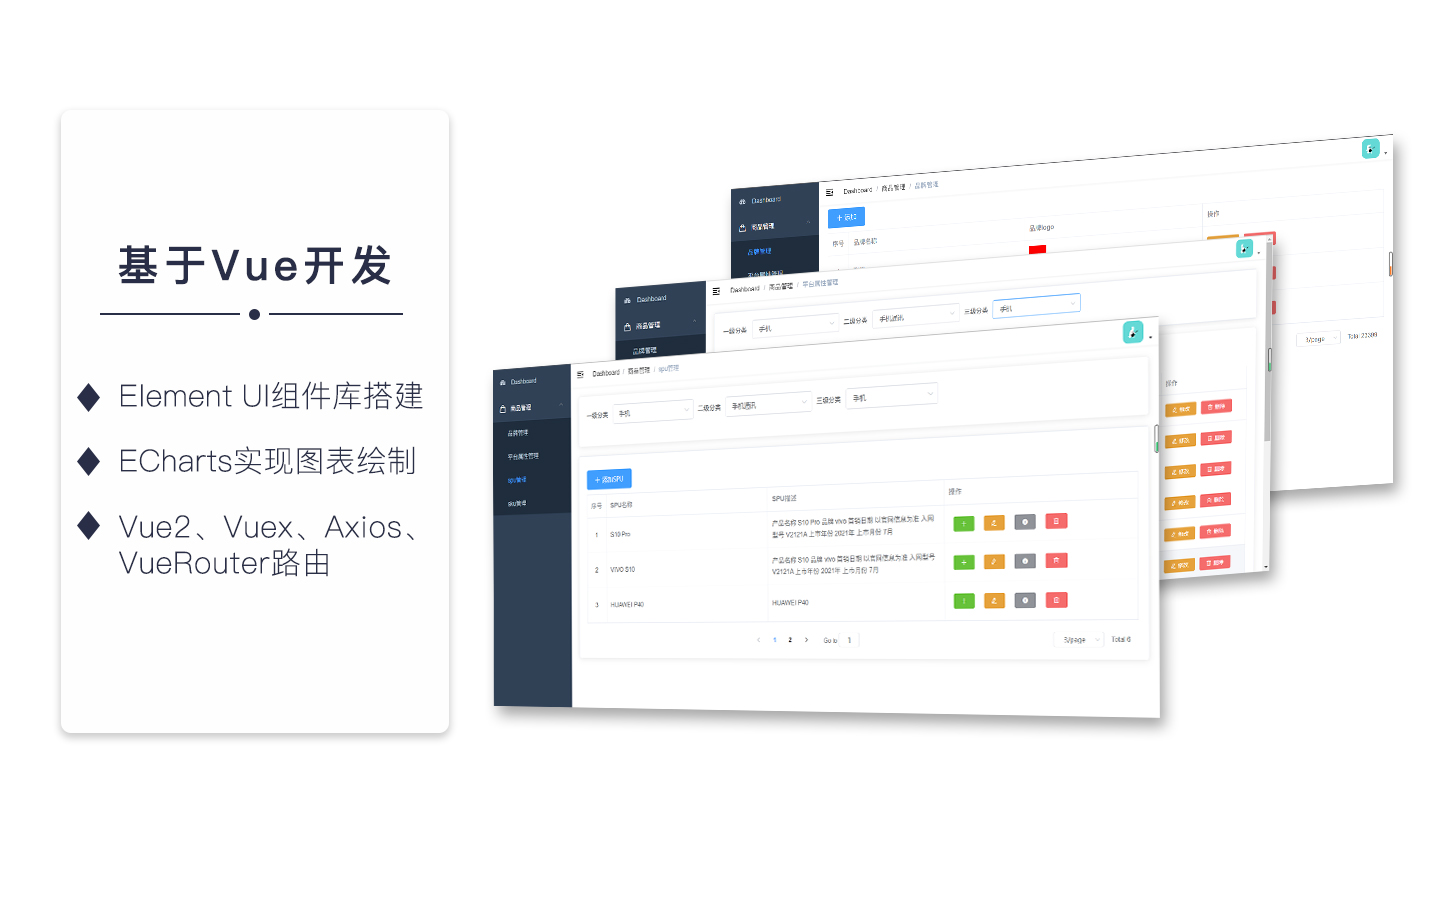 基于Vue开发
Element UI组件库搭建
ECharts实现图表绘制
Vue2、Vuex、Axios、
VueRouter路由
Dashboard
商品管理
品牌管理
Dashboard / 商品管理 / 品牌管理
序号 品牌名称 品牌logo 操作
3/page Total 23399
Dashboard
商品管理
品牌管理
Dashboard / 商品管理 / 平台属性管理
一级分类 手机 二级分类 手机通讯 三级分类 手机
操作
修改 删除
修改 删除
修改 删除
修改 删除
修改 删除
修改 删除
Dashboard
商品管理
品牌管理
平台属性管理
spu管理
sku管理
Dashboard / 商品管理 / spu管理
一级分类 手机 二级分类 手机通讯 三级分类 手机
+ 添加SPU
序号 SPU名称 SPU描述 操作
1 S10 Pro 产品名称 S10 Pro 品牌 vivo 首销日期 以官网信息为准 入网
型号 V2121A 上市年份 2021年 上市月份 7月
2 VIVO S10 产品名称 S10 品牌 vivo 首销日期 以官网信息为准 入网型号
V2121A 上市年份 2021年 上市月份 7月
3 HUAWEI P40 HUAWEI P40
1 2 Go to 1
3/page Total 6